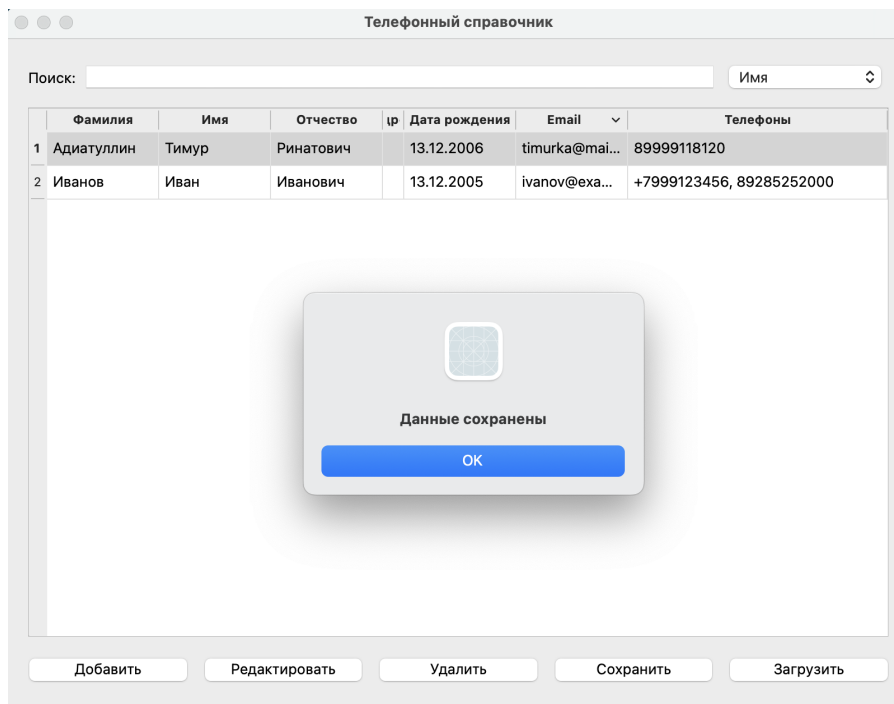 Телефонный справочник
Поиск: Имя
Фамилия Имя Отчество др Дата рождения Email Телефоны
1 Адиатуллин Тимур Ринатович 13.12.2006 timurka@mai... 89999118120
2 Иванов Иван Иванович 13.12.2005 ivanov@exa... +7999123456, 89285252000
Данные сохранены
OK
Добавить Редактировать Удалить Сохранить Загрузить